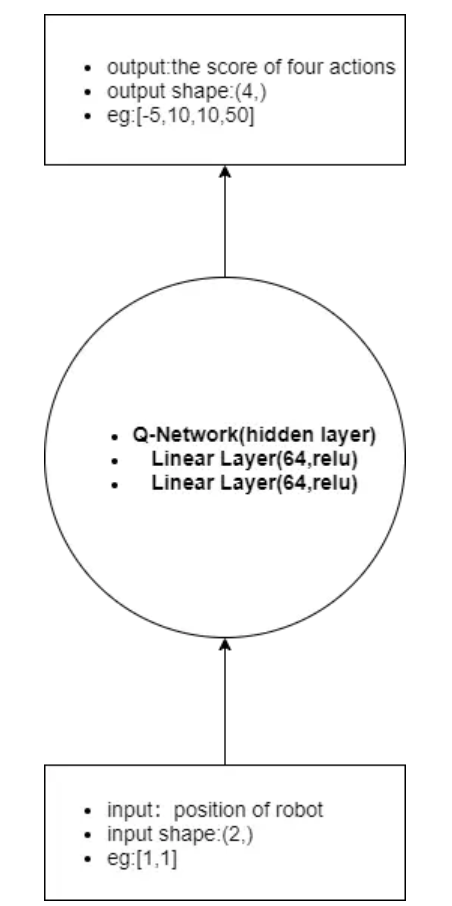 • output:the score of four actions
• output shape:(4,)
• eg:[-5,10,10,50]
• Q-Network(hidden layer)
• Linear Layer(64,relu)
• Linear Layer(64,relu)
• input：position of robot
• input shape:(2,)
• eg:[1,1]